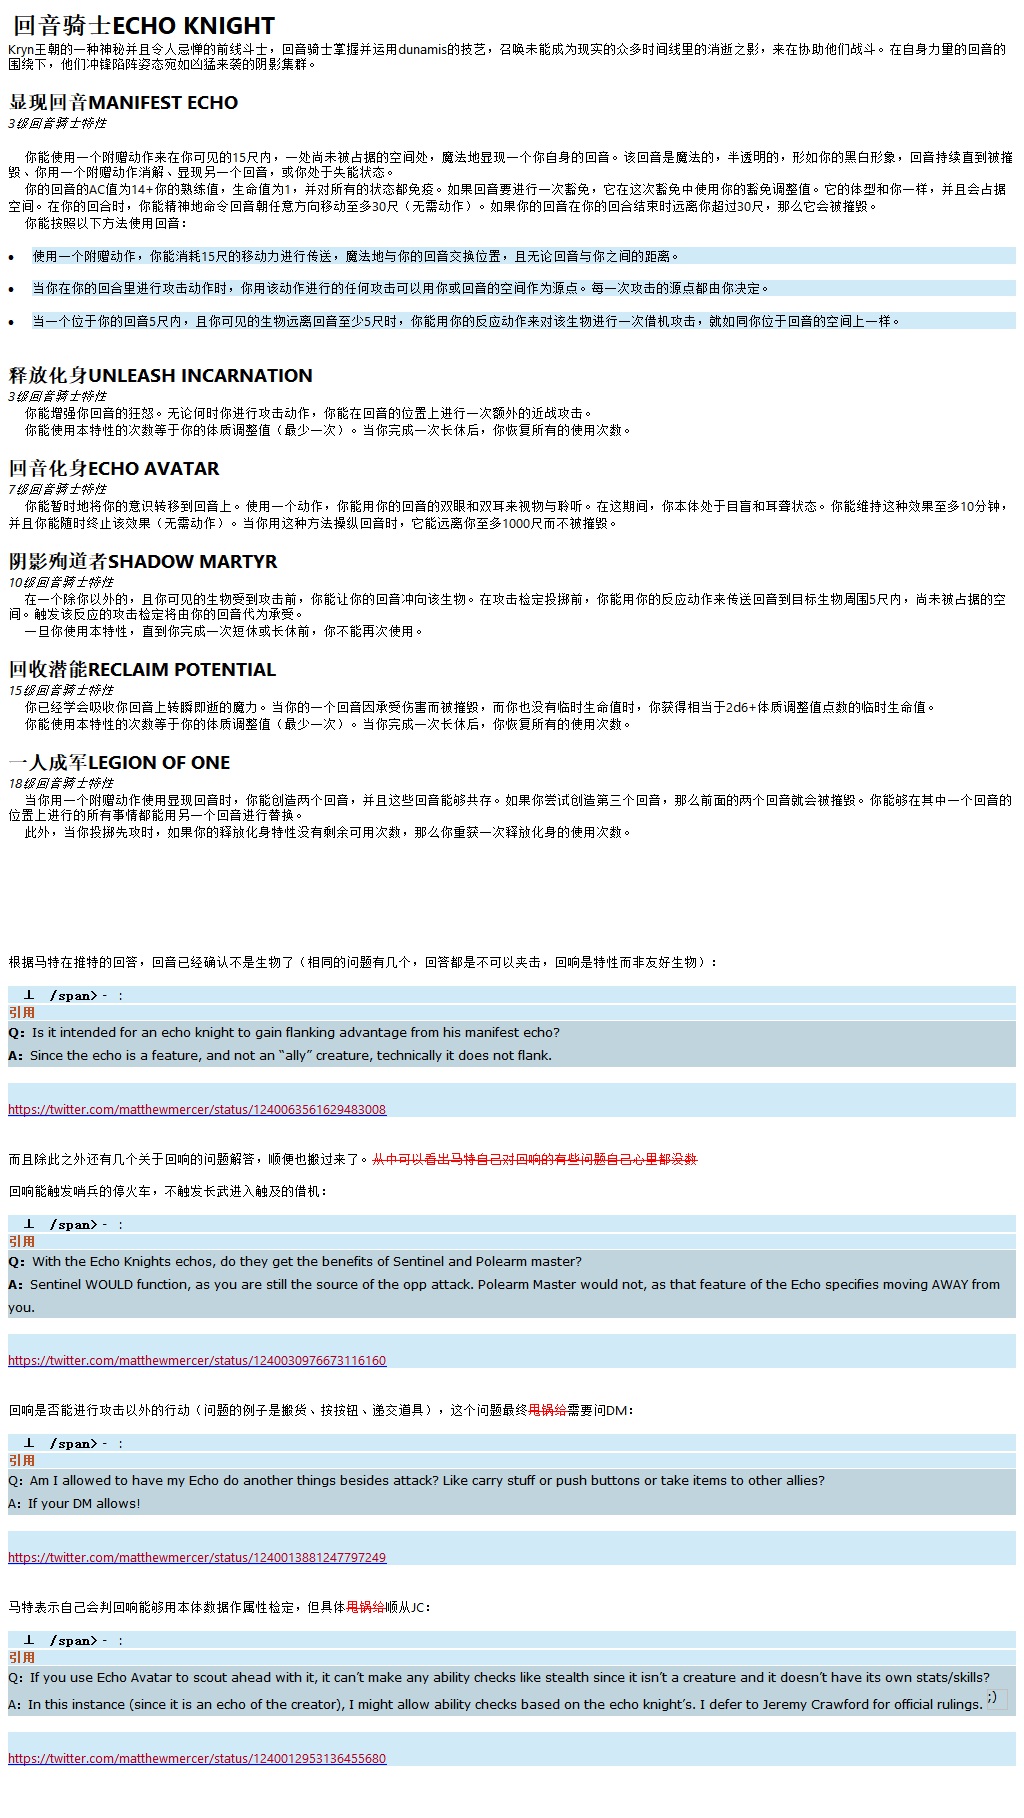 回音骑士ECHO KNIGHT
Kryn王朝的一种神秘并且令人忌惮的前线斗士，回音骑士掌握并运用dunamis的技艺，召唤未能成为现实的众多时间线里的消逝之影，来在协助他们战斗。在自身力量的回音的
围绕下，他们冲锋陷阵姿态宛如凶猛来袭的阴影集群。
显现回音MANIFEST ECHO
3级回音骑士特性
你能使用一个附赠动作来在你可见的15尺内，一处尚未被占据的空间处，魔法地显现一个你自身的回音。该回音是魔法的，半透明的，形如你的黑白形象，回音持续直到被摧
毁、你用一个附赠动作消解、显现另一个回音，或你处于失能状态。
你的回音的AC值为14+你的熟练值，生命值为1，并对所有的状态都免疫。如果回音要进行一次豁免，它在这次豁免中使用你的豁免调整值。它的体型和你一样，并且会占据
空间。在你的回合时，你能精神地命令回音朝任意方向移动至多30尺（无需动作）。如果你的回音在你的回合结束时远离你超过30尺，那么它会被摧毁。
你能按照以下方法使用回音：
• 使用一个附赠动作，你能消耗15尺的移动力进行传送，魔法地与你的回音交换位置，且无论回音与你之间的距离。
• 当你在你的回合里进行攻击动作时，你用该动作进行的任何攻击可以用你或回音的空间作为源点。每一次攻击的源点都由你决定。
• 当一个位于你的回音5尺内，且你可见的生物远离回音至少5尺时，你能用你的反应动作来对该生物进行一次借机攻击，就如同你位于回音的空间上一样。
释放化身UNLEASH INCARNATION
3级回音骑士特性
你能增强你回音的狂怒。无论何时你进行攻击动作，你能在回音的位置上进行一次额外的近战攻击。
你能使用本特性的次数等于你的体质调整值（最少一次）。当你完成一次长休后，你恢复所有的使用次数。
回音化身ECHO AVATAR
7级回音骑士特性
你能暂时地将你的意识转移到回音上。使用一个动作，你能用你的回音的双眼和双耳来视物与聆听。在这期间，你本体处于目盲和耳聋状态。你能维持这种效果至多10分钟，
并且你能随时终止该效果（无需动作）。当你用这种方法操纵回音时，它能远离你至多1000尺而不被摧毁。
阴影殉道者SHADOW MARTYR
10级回音骑士特性
在一个除你以外的，且你可见的生物受到攻击前，你能让你的回音冲向该生物。在攻击检定投掷前，你能用你的反应动作来传送回音到目标生物周围5尺内，尚未被占据的空
间。触发该反应的攻击检定将由你的回音代为承受。
一旦你使用本特性，直到你完成一次短休或长休前，你不能再次使用。
回收潜能RECLAIM POTENTIAL
15级回音骑士特性
你已经学会吸收你回音上转瞬即逝的魔力。当你的一个回音因承受伤害而被摧毁，而你也没有临时生命值时，你获得相当于2d6+体质调整值点数的临时生命值。
你能使用本特性的次数等于你的体质调整值（最少一次）。当你完成一次长休后，你恢复所有的使用次数。
一人成军LEGION OF ONE
18级回音骑士特性
当你用一个附赠动作使用显现回音时，你能创造两个回音，并且这些回音能够共存。如果你尝试创造第三个回音，那么前面的两个回音就会被摧毁。你能够在其中一个回音的
位置上进行的所有事情都能用另一个回音进行替换。
此外，当你投掷先攻时，如果你的释放化身特性没有剩余可用次数，那么你重获一次释放化身的使用次数。
根据马特在推特的回答，回音已经确认不是生物了（相同的问题有几个，回答都是不可以夹击，回响是特性而非友好生物）：
⊥ /span> - ：
引用
Q：Is it intended for an echo knight to gain flanking advantage from his manifest echo?
A：Since the echo is a feature, and not an “ally” creature, technically it does not flank.
https://twitter.com/matthewmercer/status/1240063561629483008
而且除此之外还有几个关于回响的问题解答，顺便也搬过来了。从中可以看出马特自己对回响的有些问题自己心里都没数
回响能触发哨兵的停火车，不触发长武进入触及的借机：
⊥ /span> - ：
引用
Q：With the Echo Knights echos, do they get the benefits of Sentinel and Polearm master?
A：Sentinel WOULD function, as you are still the source of the opp attack. Polearm Master would not, as that feature of the Echo specifies moving AWAY from
you.
https://twitter.com/matthewmercer/status/1240030976673116160
回响是否能进行攻击以外的行动（问题的例子是搬货、按按钮、递交道具），这个问题最终甩锅给需要问DM：
⊥ /span> - ：
引用
Q：Am I allowed to have my Echo do another things besides attack? Like carry stuff or push buttons or take items to other allies?
A：If your DM allows!
https://twitter.com/matthewmercer/status/1240013881247797249
马特表示自己会判回响能够用本体数据作属性检定，但具体甩锅给顺从JC：
⊥ /span> - ：
引用
Q：If you use Echo Avatar to scout ahead with it, it can’t make any ability checks like stealth since it isn’t a creature and it doesn’t have its own stats/skills?
A：In this instance (since it is an echo of the creator), I might allow ability checks based on the echo knight’s. I defer to Jeremy Crawford for official rulings. ;)
https://twitter.com/matthewmercer/status/1240012953136455680